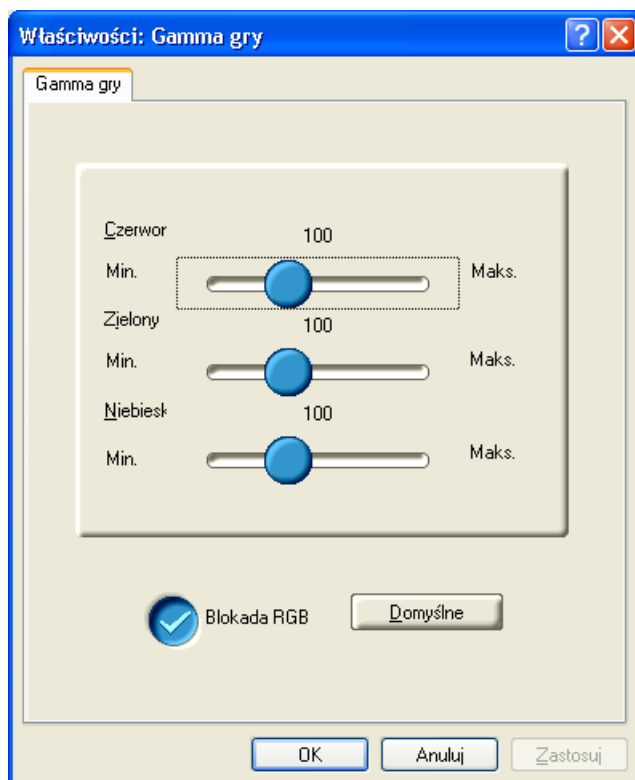 Właściwości: Gamma gry
Gamma gry
Czerwor
100
Min.
Maks.
Zielony
100
Min.
Maks.
Niebiesk
100
Min.
Maks.
Blokada RGB
Domyślne
OK
Anuluj
Zastosuj